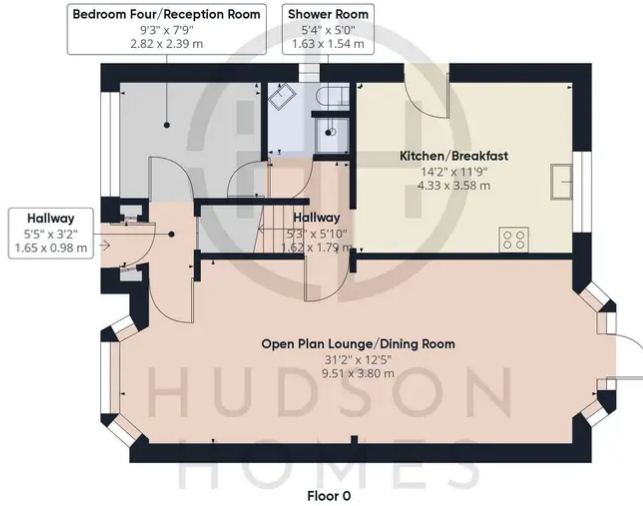 Bedroom Four/Reception Room
9'3" x 7'9"
2.82 x 2.39 m
Shower Room
5'4" x 5'0"
1.63 x 1.54 m
Kitchen/Breakfast
14'2" x 11'9"
4.33 x 3.58 m
Hallway
5'5" x 3'2"
1.65 x 0.98 m
Hallway
5'3" x 5'10"
1.62 x 1.79 m
Open Plan Lounge/Dining Room
31'2" x 12'5"
9.51 x 3.80 m
HUDSON
HOMES
Floor 0